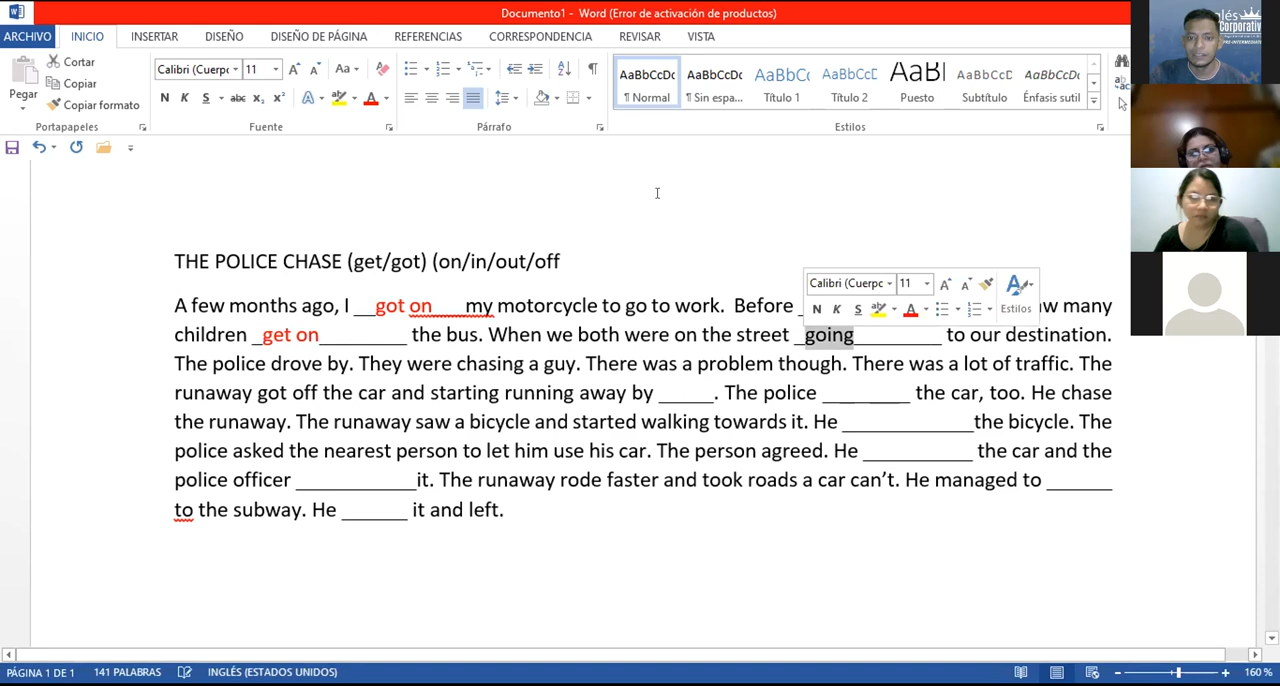 Documento1 - Word (Error de activación de productos)
ARCHIVO INICIO INSERTAR DISEÑO DISEÑO DE PÁGINA REFERENCIAS CORRESPONDENCIA REVISAR VISTA
Pegar
Cortar
Copiar
Copiar formato
Portapapeles
Calibri (Cuerpo 11
N K S abc x₂ x²
Fuente
Párrafo
AaBbCcDc AaBbCcDc AaBbCc AaBbCcC AaBl AaBbCcD AaBbCcDc
¶ Normal ¶ Sin espa... Título 1 Título 2 Puesto Subtítulo Énfasis sutil
Estilos
PRE-INTERMEDIATE
THE POLICE CHASE (get/got) (on/in/out/off
Calibri (Cuerpc 11
N K S
Estilos
A few months ago, I __got on___my motorcycle to go to work. Before _ many
children _get on________ the bus. When we both were on the street _going________ to our destination.
The police drove by. They were chasing a guy. There was a problem though. There was a lot of traffic. The
runaway got off the car and starting running away by _____. The police ________ the car, too. He chase
the runaway. The runaway saw a bicycle and started walking towards it. He ____________the bicycle. The
police asked the nearest person to let him use his car. The person agreed. He __________ the car and the
police officer ___________it. The runaway rode faster and took roads a car can’t. He managed to ______
to the subway. He ______ it and left.
PÁGINA 1 DE 1 141 PALABRAS INGLÉS (ESTADOS UNIDOS) 160 %